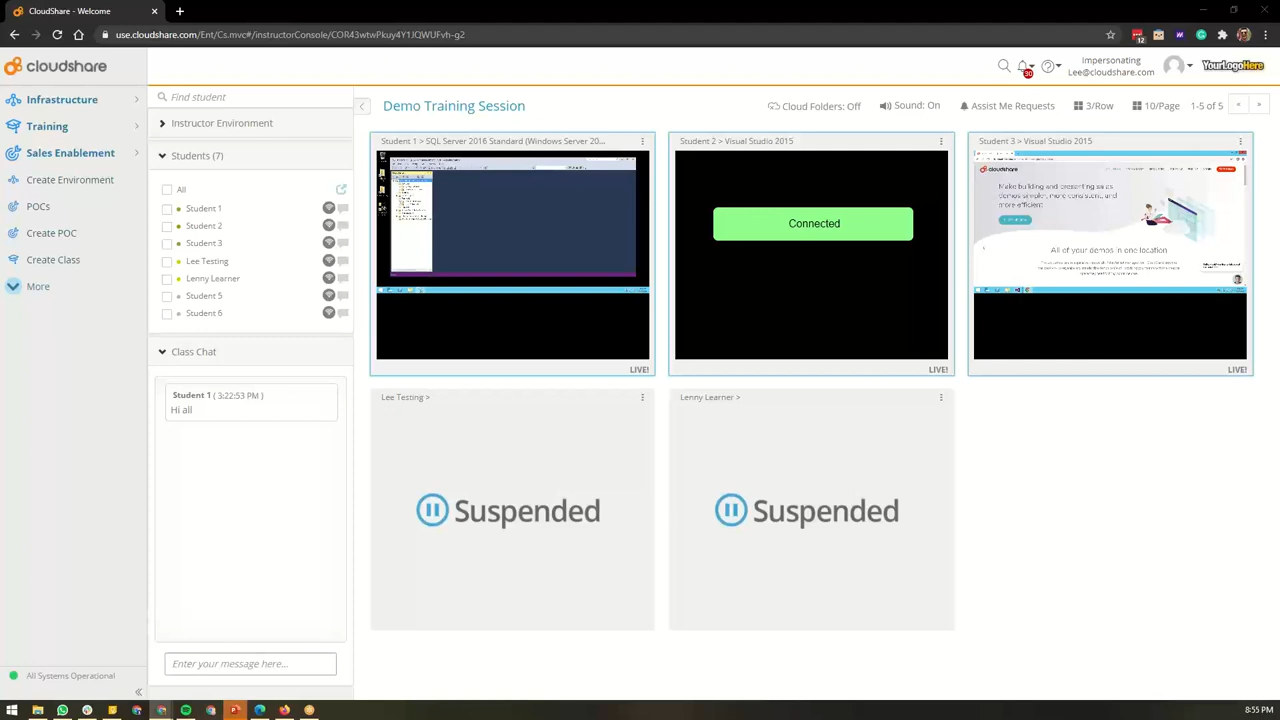 CloudShare
use.cloudshare.com/Ent/Cs.mvc#/instructorConsole/COR43wtwPkuy4Y1JQWUFvh-g2
12
cloudshare
30
Impersonating
Lee@cloudshare.com
YourLogoHere
Infrastructure
Training
Sales Enablement
Create Environment
POCs
Create POC
Create Class
More
All Systems Operacional
Find student
Instructor Environment
Students (7)
All
Student 1
Student 2
Student 3
Lee Testing
Lenny Learner
Student 5
Student 6
Class Chat
Student 1 ( 3:22:53 PM )
Hi all
Enter your message here...
Demo Training Session
Cloud Folders: Off
Sound: On
Assist Me Requests
3/Row
10/Page
1-5 of 5
Student 1 > SQL Server 2016 Standard (Windows Server 20...
LIVE!
Student 2 > Visual Studio 2015
Connected
LIVE!
Student 3 > Visual Studio 2015
cloudshare
Make building and presenting sales
demos simpler, more consistent, and
more efficient
All of your demos in one location
LIVE!
Lee Testing >
Suspended
Lenny Learner >
Suspended
8:55 PM